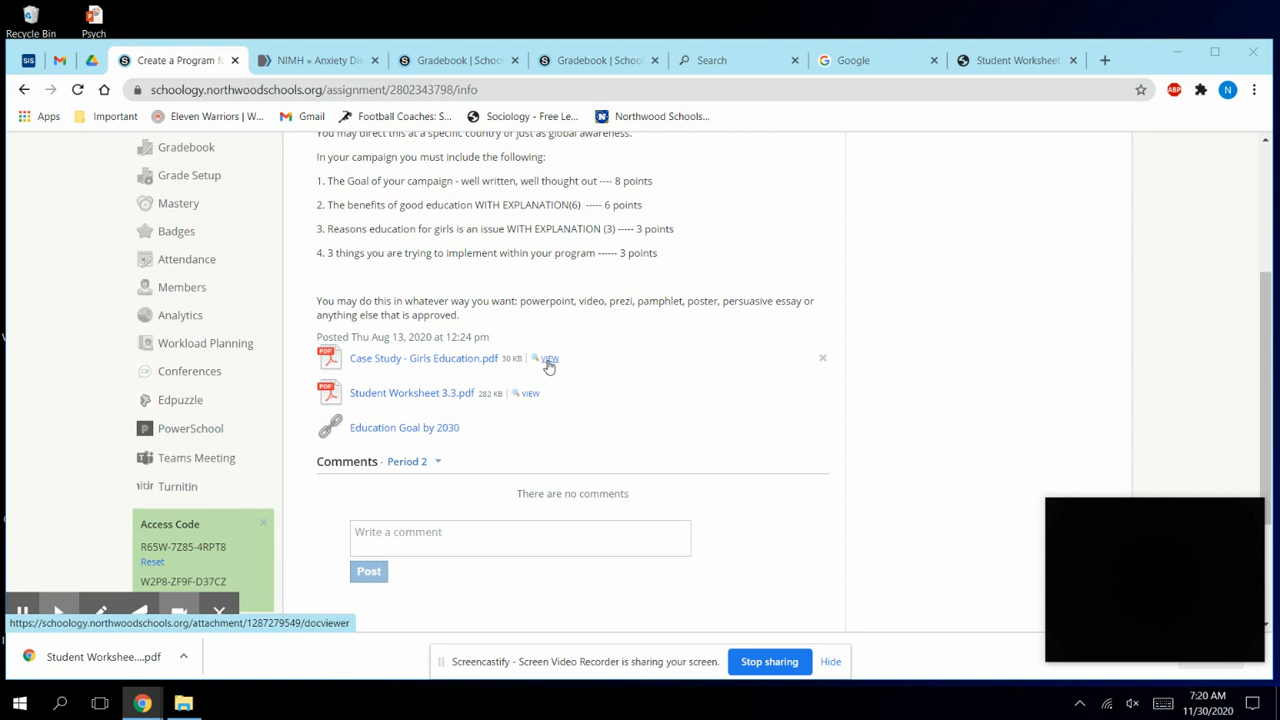 Recycle Bin
Psych
SIS
Create a Program fo
NIMH » Anxiety Dis
Gradebook | School
Gradebook | School
Search
Google
Student Worksheet
schoology.northwoodschools.org/assignment/2802343798/info
ABP
N
Apps
Important
Eleven Warriors | W...
Gmail
Football Coaches: S...
Sociology - Free Le...
Northwood Schools...
Gradebook
Grade Setup
Mastery
Badges
Attendance
Members
Analytics
Workload Planning
Conferences
Edpuzzle
PowerSchool
Teams Meeting
Turnitin
Access Code
R65W-7Z85-4RPT8
Reset
W2P8-ZF9F-D37CZ
You may direct this at a specific country or just as global awareness.
In your campaign you must include the following:
1. The Goal of your campaign - well written, well thought out ---- 8 points
2. The benefits of good education WITH EXPLANATION(6) ----- 6 points
3. Reasons education for girls is an issue WITH EXPLANATION (3) ----- 3 points
4. 3 things you are trying to implement within your program ------ 3 points
You may do this in whatever way you want: powerpoint, video, prezi, pamphlet, poster, persuasive essay or
anything else that is approved.
Posted Thu Aug 13, 2020 at 12:24 pm
PDF Case Study - Girls Education.pdf 30 KB VIEW
PDF Student Worksheet 3.3.pdf 282 KB VIEW
Education Goal by 2030
Comments · Period 2
There are no comments
Write a comment
Post
https://schoology.northwoodschools.org/attachment/1287279549/docviewer
Student Workshee....pdf
Screencastify - Screen Video Recorder is sharing your screen.
Stop sharing
Hide
7:20 AM
11/30/2020